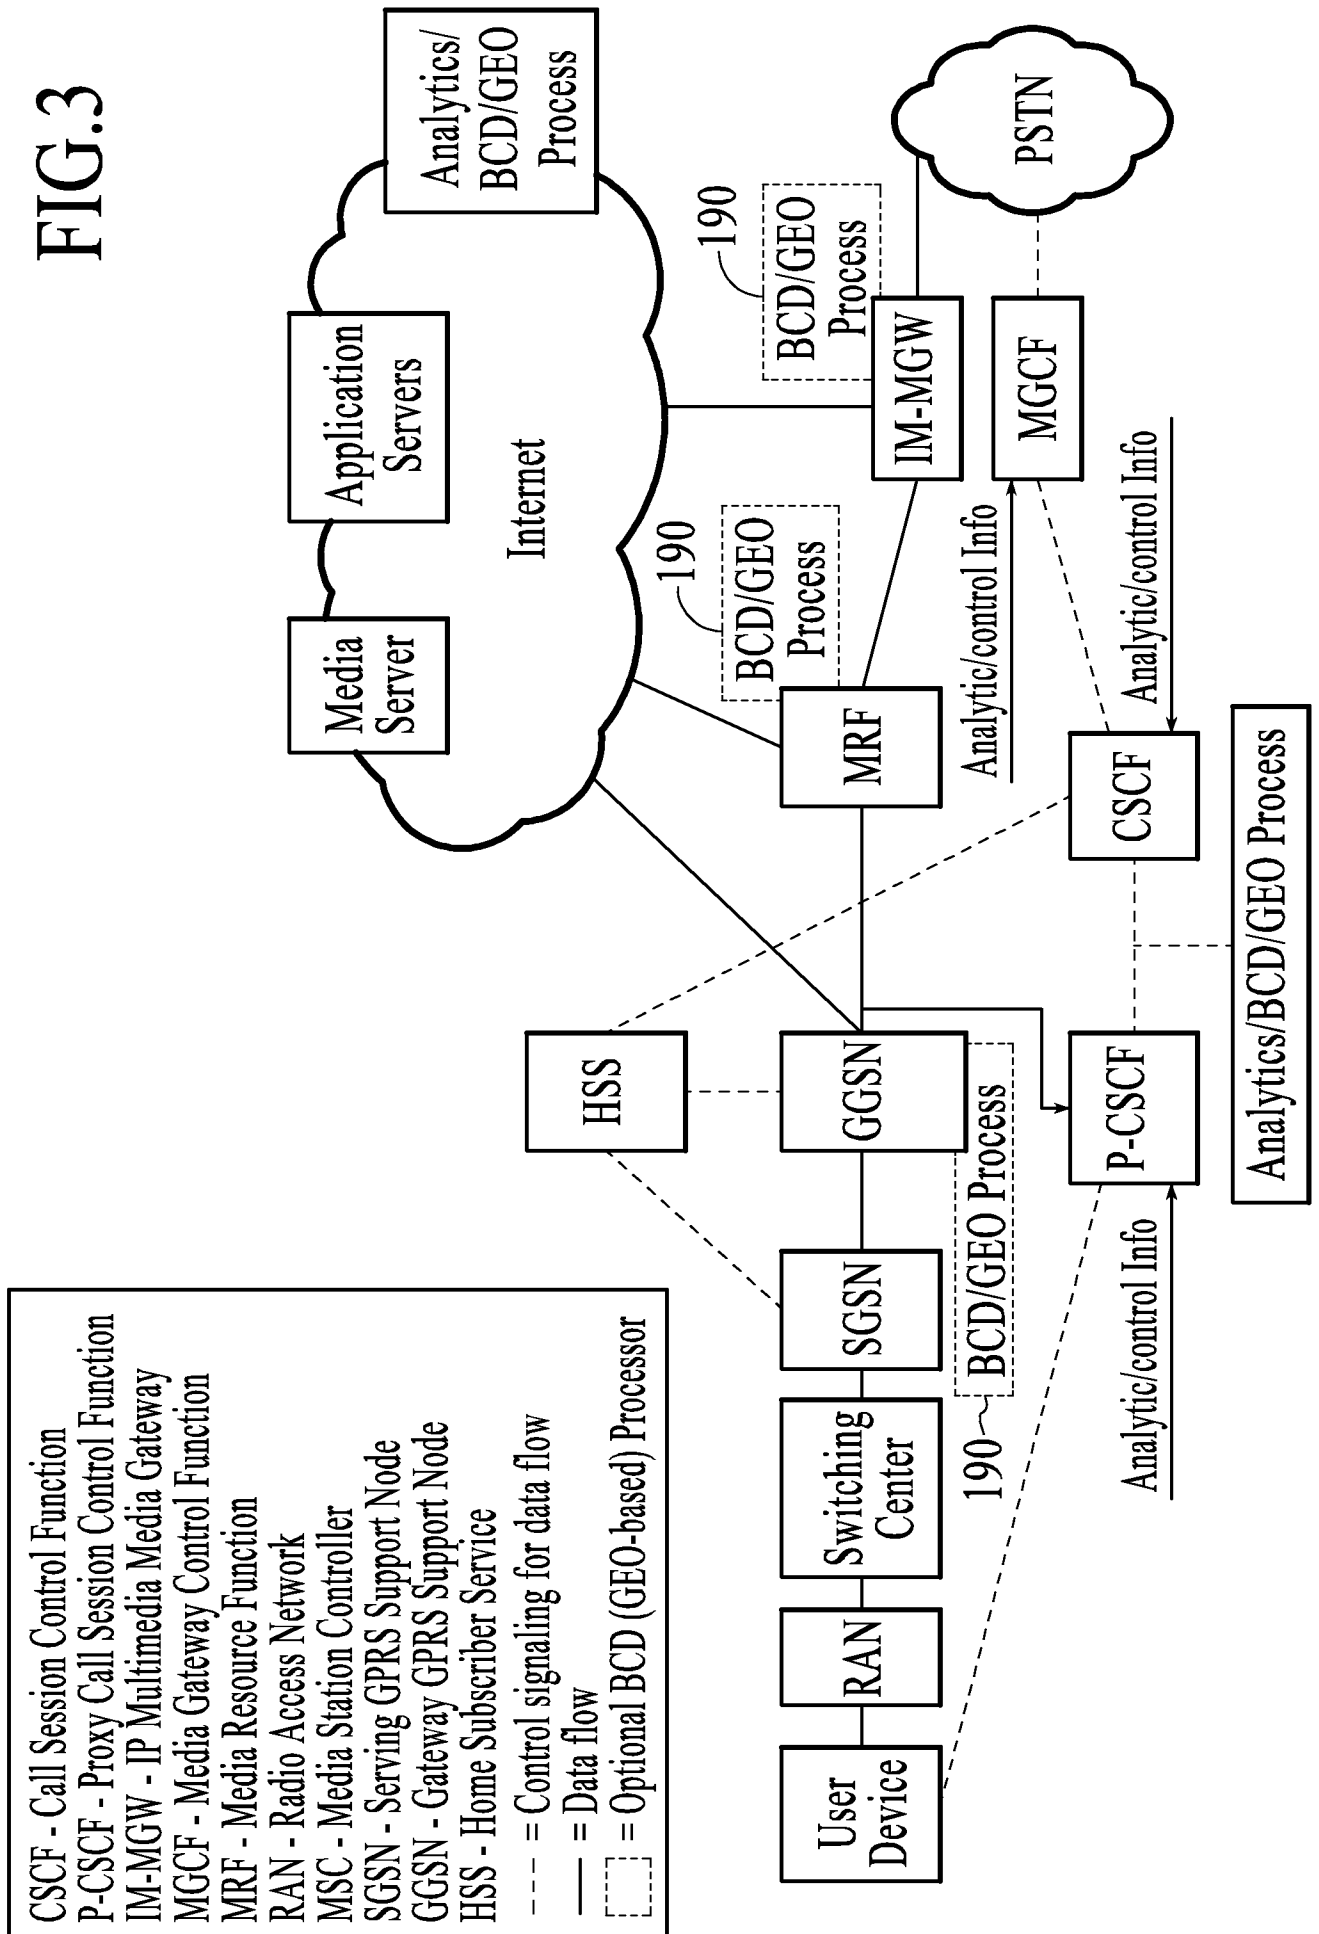 FIG.3
CSCF - Call Session Control Function
P-CSCF - Proxy Call Session Control Function
IM-MGW - IP Multimedia Media Gateway
MGCF - Media Gateway Control Function
MRF - Media Resource Function
RAN - Radio Access Network
MSC - Media Station Controller
SGSN - Serving GPRS Support Node
GGSN - Gateway GPRS Support Node
HSS - Home Subscriber Service
= Control signaling for data flow
= Data flow
= Optional BCD (GEO-based) Processor
Media
Server
Application
Servers
Analytics/
BCD/GEO
Process
Internet
HSS
190
BCD/GEO
Process
190
BCD/GEO
Process
User
Device
RAN
Switching
Center
SGSN
GGSN
MRF
IM-MGW
PSTN
190
BCD/GEO Process
Analytic/control Info
MGCF
Analytic/control Info
P-CSCF
CSCF
Analytic/control Info
Analytics/BCD/GEO Process